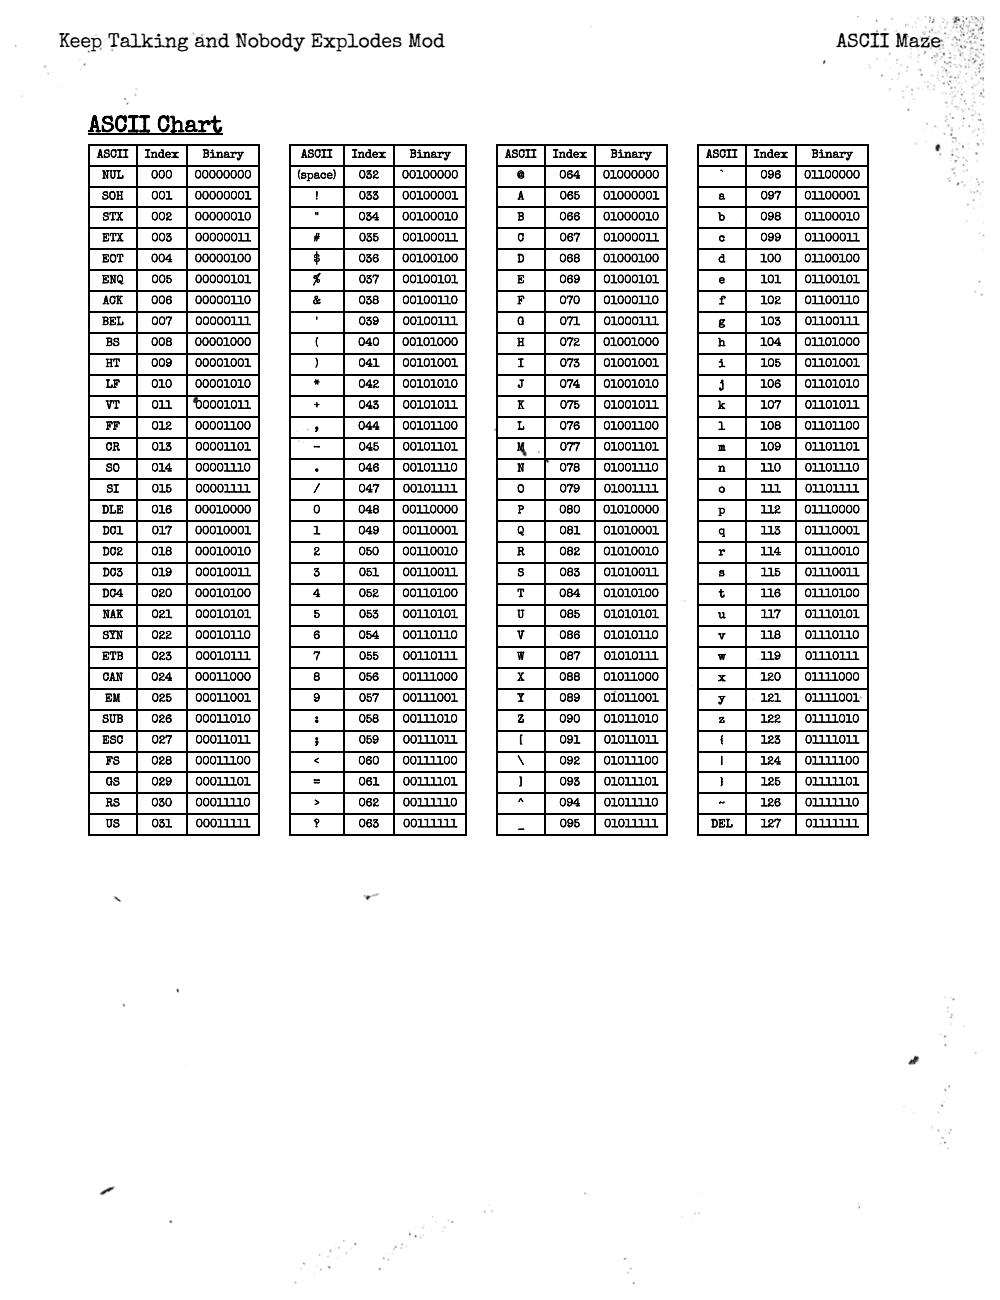 Keep Talking and Nobody Explodes Mod ASCII Maze
ASCII Chart
ASCII Index Binary ASCII Index Binary ASCII Index Binary ASCII Index Binary
NUL 000 00000000 (space) 032 00100000 @ 064 01000000 ` 096 01100000
SOH 001 00000001 ! 033 00100001 A 065 01000001 a 097 01100001
STX 002 00000010 " 034 00100010 B 066 01000010 b 098 01100010
ETX 003 00000011 # 035 00100011 C 067 01000011 c 099 01100011
EOT 004 00000100 $ 036 00100100 D 068 01000100 d 100 01100100
ENQ 005 00000101 % 037 00100101 E 069 01000101 e 101 01100101
ACK 006 00000110 & 038 00100110 F 070 01000110 f 102 01100110
BEL 007 00000111 ' 039 00100111 G 071 01000111 g 103 01100111
BS 008 00001000 ( 040 00101000 H 072 01001000 h 104 01101000
HT 009 00001001 ) 041 00101001 I 073 01001001 i 105 01101001
LF 010 00001010 * 042 00101010 J 074 01001010 j 106 01101010
VT 011 00001011 + 043 00101011 K 075 01001011 k 107 01101011
FF 012 00001100 , 044 00101100 L 076 01001100 l 108 01101100
CR 013 00001101 - 045 00101101 M 077 01001101 m 109 01101101
SO 014 00001110 . 046 00101110 N 078 01001110 n 110 01101110
SI 015 00001111 / 047 00101111 O 079 01001111 o 111 01101111
DLE 016 00010000 0 048 00110000 P 080 01010000 p 112 01110000
DC1 017 00010001 1 049 00110001 Q 081 01010001 q 113 01110001
DC2 018 00010010 2 050 00110010 R 082 01010010 r 114 01110010
DC3 019 00010011 3 051 00110011 S 083 01010011 s 115 01110011
DC4 020 00010100 4 052 00110100 T 084 01010100 t 116 01110100
NAK 021 00010101 5 053 00110101 U 085 01010101 u 117 01110101
SYN 022 00010110 6 054 00110110 V 086 01010110 v 118 01110110
ETB 023 00010111 7 055 00110111 W 087 01010111 w 119 01110111
CAN 024 00011000 8 056 00111000 X 088 01011000 x 120 01111000
EM 025 00011001 9 057 00111001 Y 089 01011001 y 121 01111001
SUB 026 00011010 : 058 00111010 Z 090 01011010 z 122 01111010
ESC 027 00011011 ; 059 00111011 [ 091 01011011 { 123 01111011
FS 028 00011100 < 060 00111100 \ 092 01011100 | 124 01111100
GS 029 00011101 = 061 00111101 ] 093 01011101 } 125 01111101
RS 030 00011110 > 062 00111110 ^ 094 01011110 ~ 126 01111110
US 031 00011111 ? 063 00111111 _ 095 01011111 DEL 127 01111111